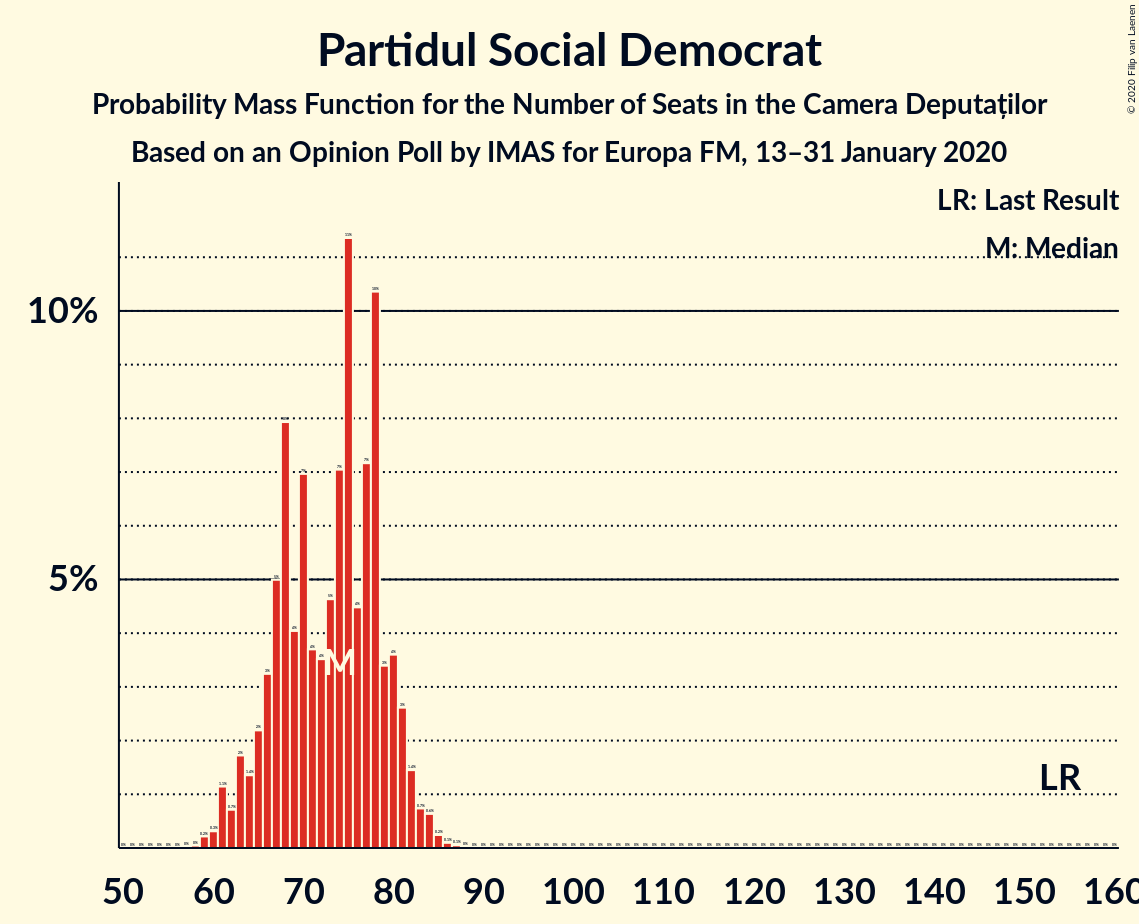 Partidul Social Democrat
Probability Mass Function for the Number of Seats in the Camera Deputaților
Based on an Opinion Poll by IMAS for Europa FM, 13–31 January 2020
© 2020 Filip van Laenen
LR: Last Result
M: Median
10%
5%
M
LR
50 60 70 80 90 100 110 120 130 140 150 160